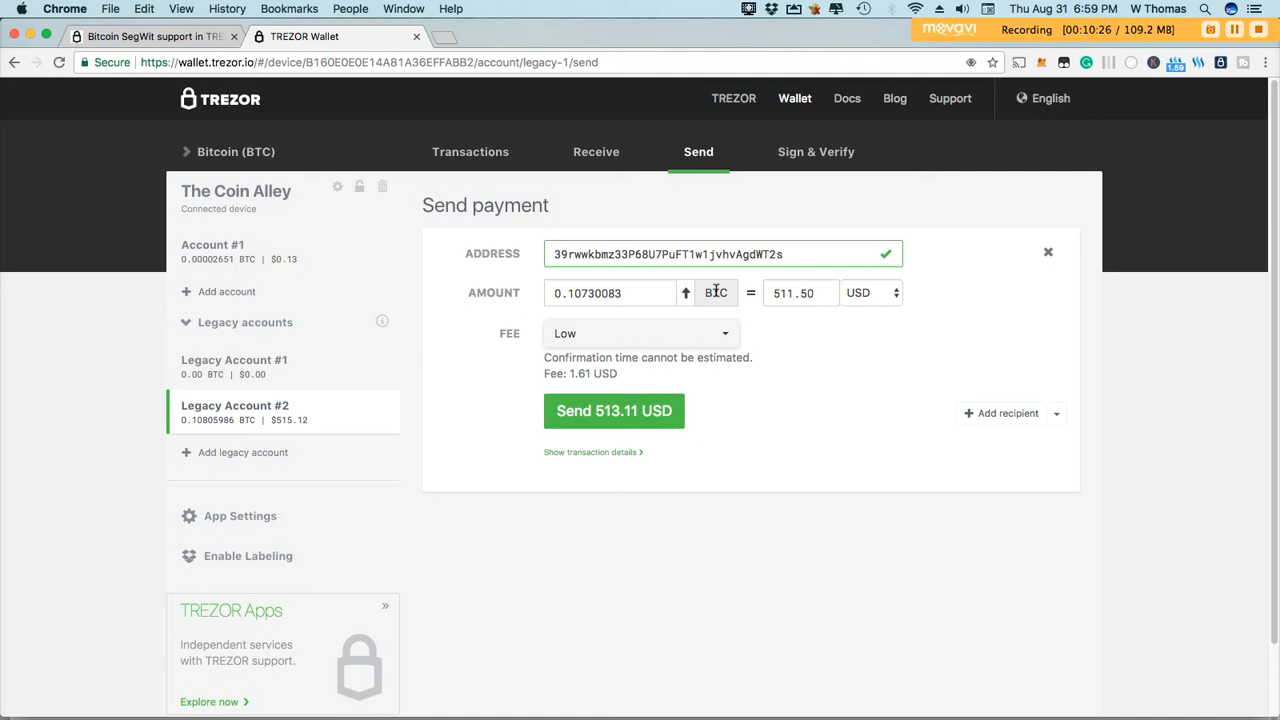 Chrome File Edit View History Bookmarks People Window Help Thu Aug 31 6:59 PM W Thomas
movavi Recording [ 00:10:26 / 109.2 MB ]
Bitcoin SegWit support in TREZ
TREZOR Wallet
Secure https://wallet.trezor.io/#/device/B160E0E0E14A81A36EFFABB2/account/legacy-1/send
1.59
TREZOR
TREZOR Wallet Docs Blog Support English
Bitcoin (BTC) Transactions Receive Send Sign & Verify
The Coin Alley
Connected device
Account #1
0.00002651 BTC | $0.13
Add account
Legacy accounts
Legacy Account #1
0.00 BTC | $0.00
Legacy Account #2
0.10805986 BTC | $515.12
Add legacy account
App Settings
Enable Labeling
TREZOR Apps »
Independent services
with TREZOR support.
Explore now
Send payment
ADDRESS 39rwwkbmz33P68U7PuFT1w1jvhvAgdWT2s
AMOUNT 0.10730083 BTC = 511.50 USD
FEE Low
Confirmation time cannot be estimated.
Fee: 1.61 USD
Send 513.11 USD
Add recipient
Show transaction details